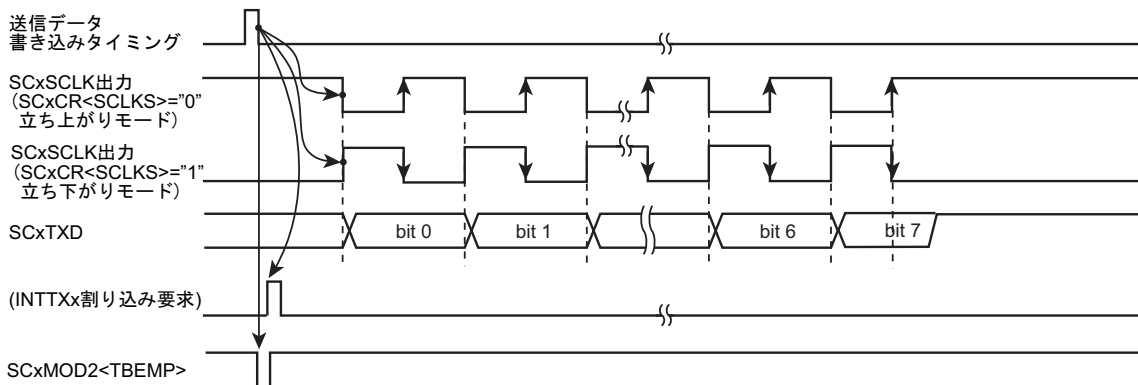 送信データ
書き込みタイミング
SCxSCLK出力
（SCxCR<SCLKS>="0"
立ち上がりモード）
SCxSCLK出力
（SCxCR<SCLKS>="1"
立ち下がりモード）
SCxTXD
bit 0
bit 1
bit 6
bit 7
(INTTXx割り込み要求)
SCxMOD2<TBEMP>